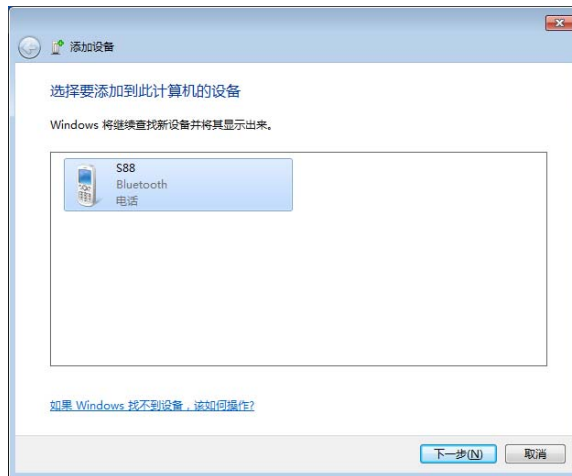 添加设备
选择要添加到此计算机的设备
Windows 将继续查找新设备并将其显示出来。
S88
Bluetooth
电话
如果 Windows 找不到设备，该如何操作?
下一步(N)
取消